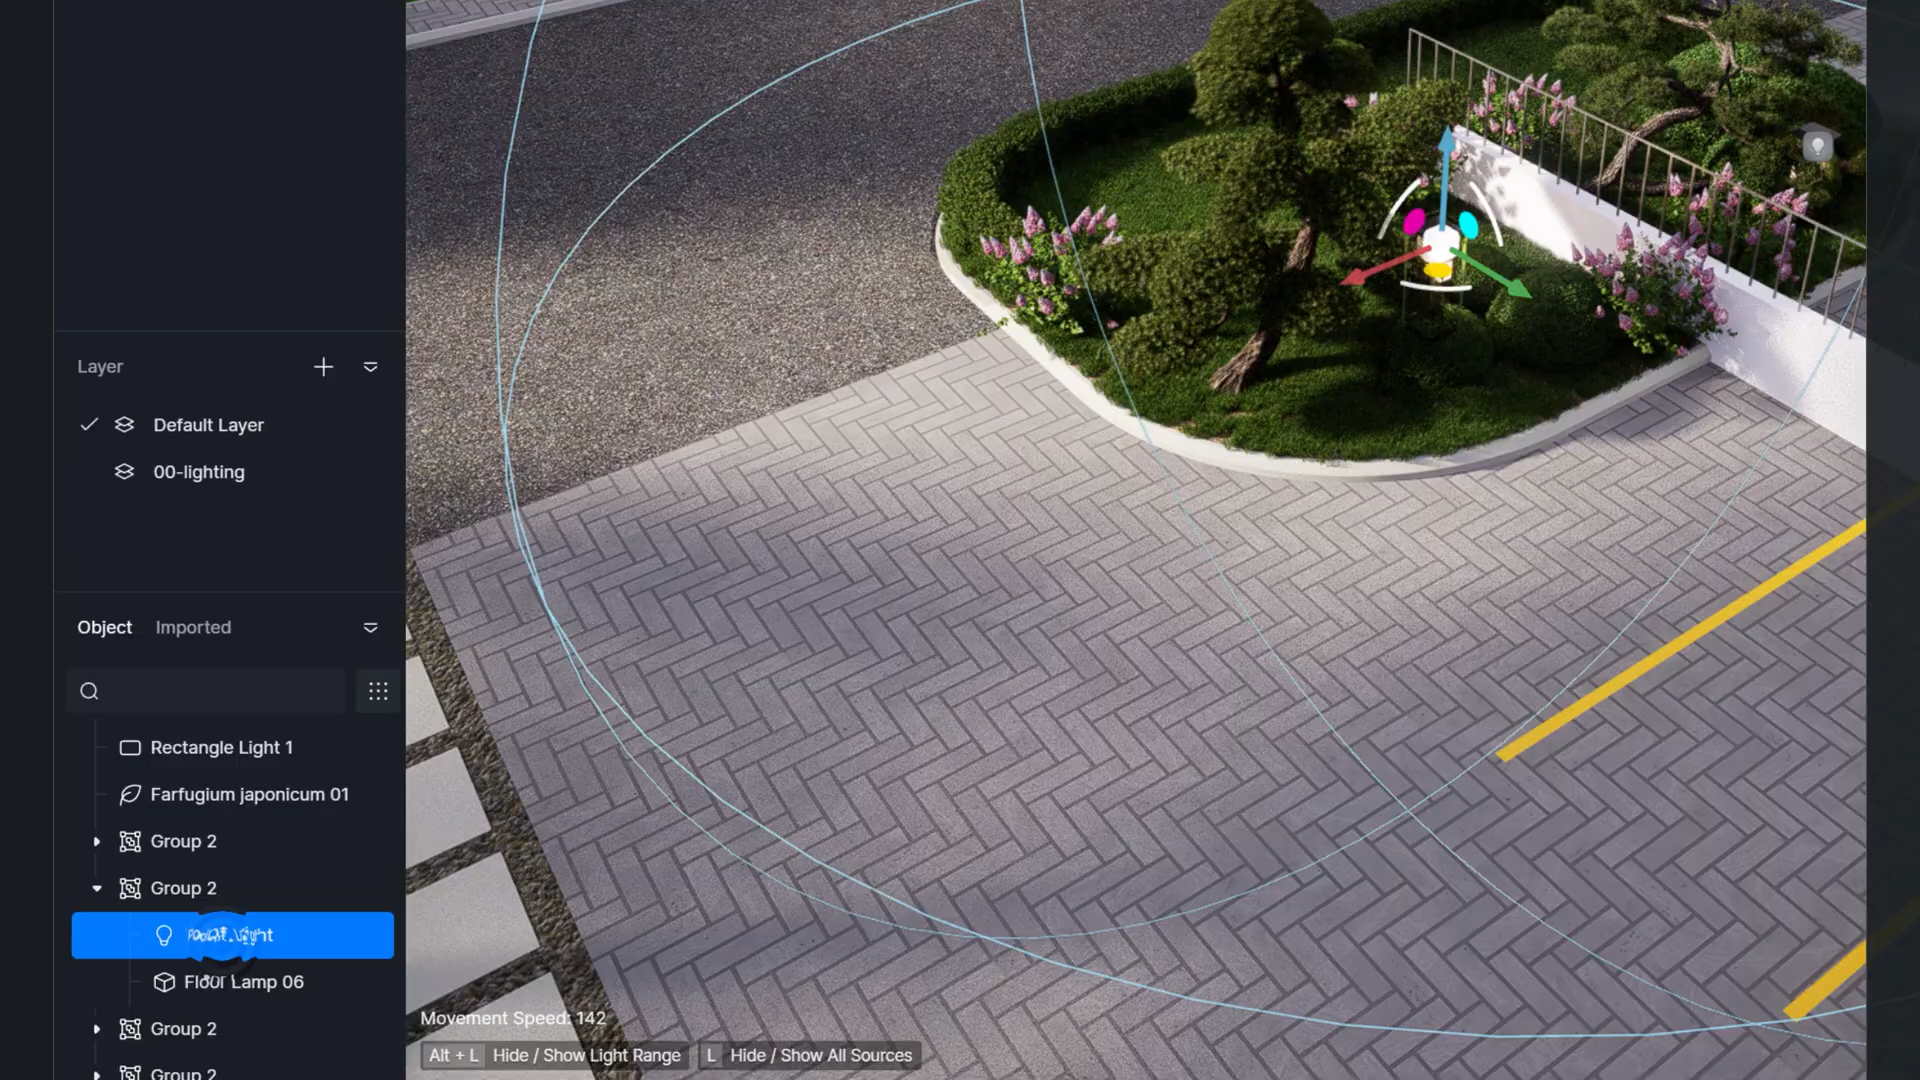 Layer
Default Layer
00-lighting
Object Imported
Rectangle Light 1
Farfugium japonicum 01
Group 2
Group 2
Floor Lamp 06
Group 2
Group 2
Movement Speed: 142
Alt + L Hide / Show Light Range L Hide / Show All Sources